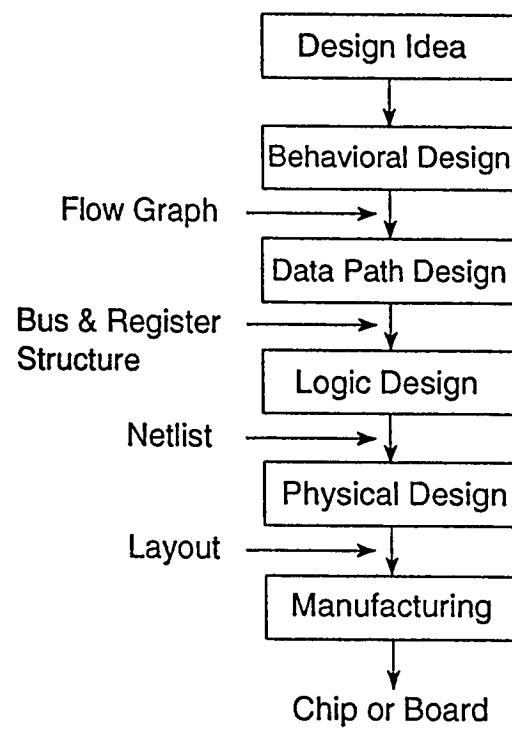 Design Idea
Behavioral Design
Flow Graph
Data Path Design
Bus & Register
Structure
Logic Design
Netlist
Physical Design
Layout
Manufacturing
Chip or Board